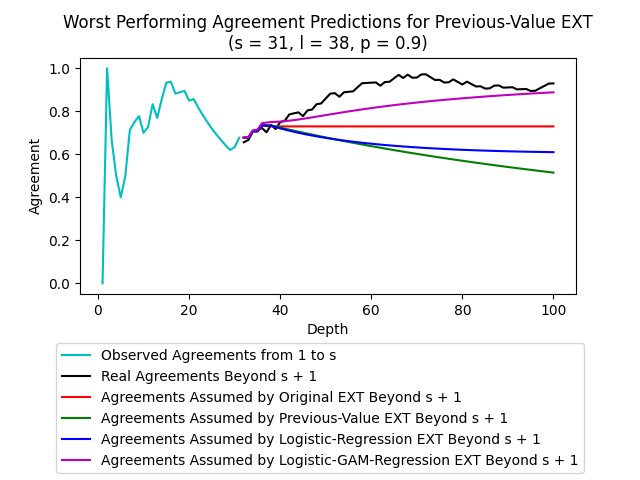 Worst Performing Agreement Predictions for Previous-Value EXT
(s = 31, l = 38, p = 0.9)
1.0
0.8
0.6
0.4
0.2
0.0
Agreement
0 20 40 60 80 100
Depth
Observed Agreements from 1 to s
Real Agreements Beyond s + 1
Agreements Assumed by Original EXT Beyond s + 1
Agreements Assumed by Previous-Value EXT Beyond s + 1
Agreements Assumed by Logistic-Regression EXT Beyond s + 1
Agreements Assumed by Logistic-GAM-Regression EXT Beyond s + 1